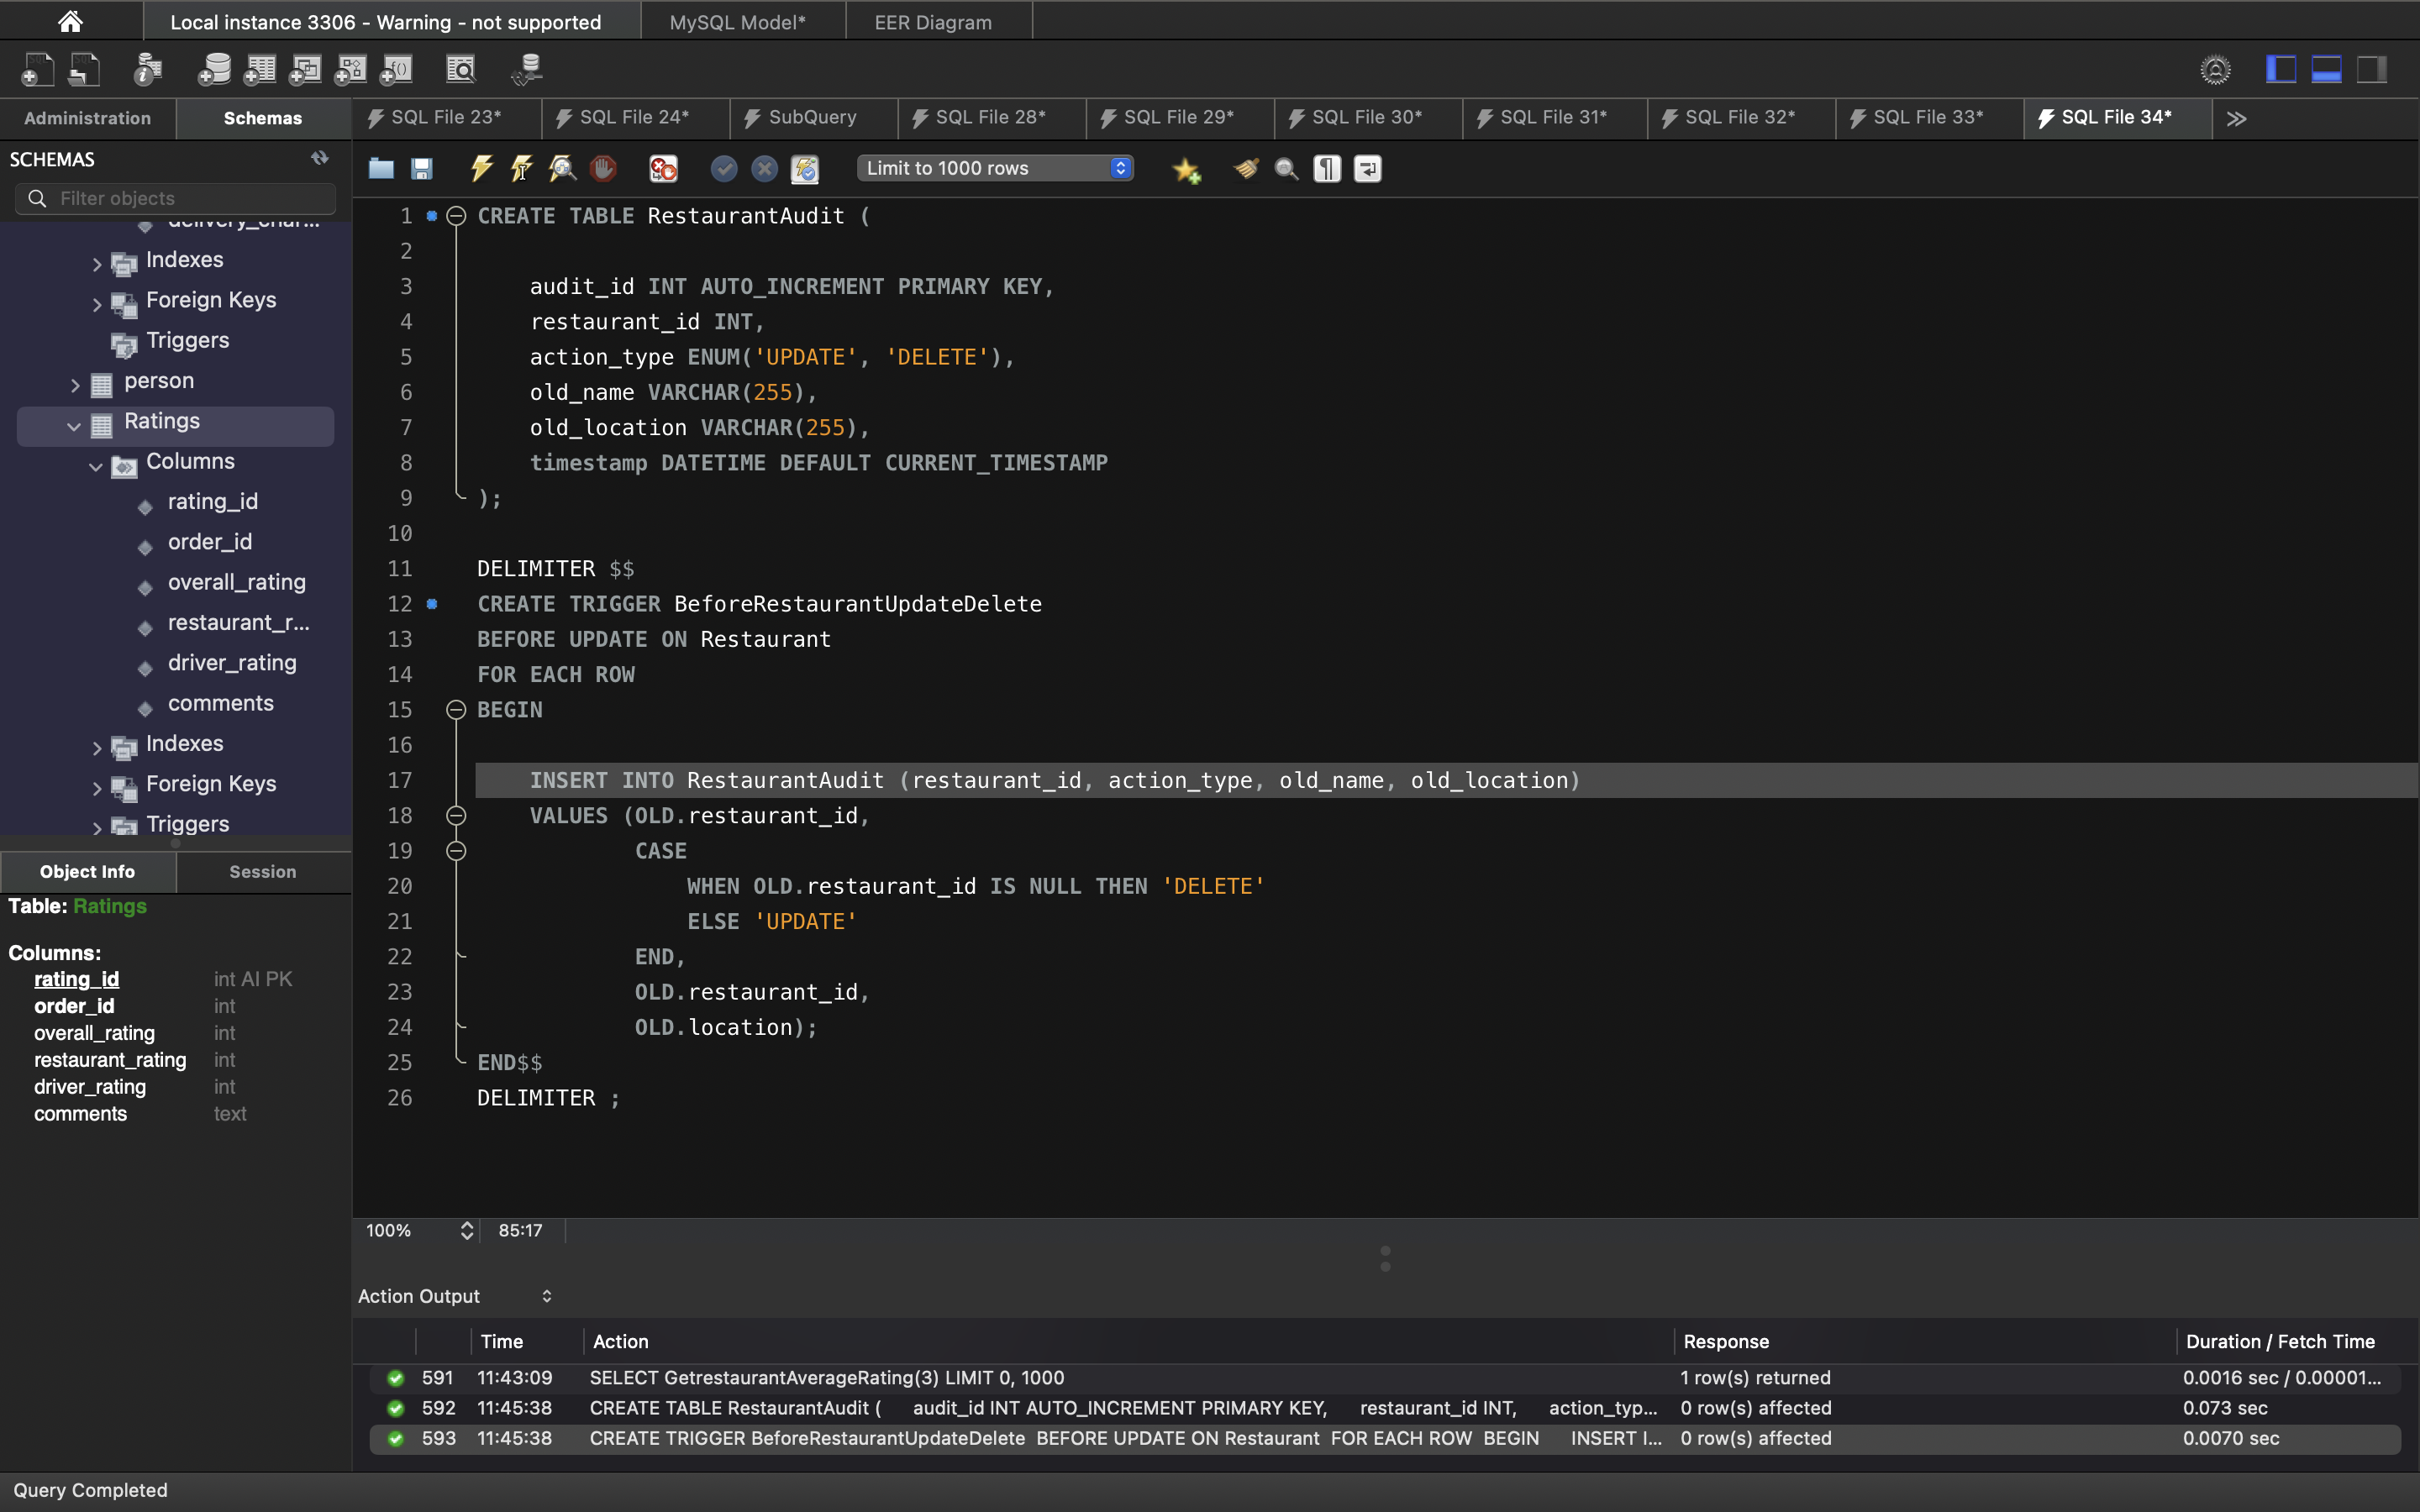 Local instance 3306 - Warning - not supported
MySQL Model*
EER Diagram
Administration
Schemas
SQL File 23*
SQL File 24*
SubQuery
SQL File 28*
SQL File 29*
SQL File 30*
SQL File 31*
SQL File 32*
SQL File 33*
SQL File 34*
SCHEMAS
Filter objects
Limit to 1000 rows
Indexes
Foreign Keys
Triggers
person
Ratings
Columns
rating_id
order_id
overall_rating
restaurant_r...
driver_rating
comments
Indexes
Foreign Keys
Triggers
Object Info
Session
Table: Ratings
Columns:
rating_id int AI PK
order_id int
overall_rating int
restaurant_rating int
driver_rating int
comments text
1 CREATE TABLE RestaurantAudit (
2
3 audit_id INT AUTO_INCREMENT PRIMARY KEY,
4 restaurant_id INT,
5 action_type ENUM('UPDATE', 'DELETE'),
6 old_name VARCHAR(255),
7 old_location VARCHAR(255),
8 timestamp DATETIME DEFAULT CURRENT_TIMESTAMP
9 );
10
11 DELIMITER $$
12 CREATE TRIGGER BeforeRestaurantUpdateDelete
13 BEFORE UPDATE ON Restaurant
14 FOR EACH ROW
15 BEGIN
16
17 INSERT INTO RestaurantAudit (restaurant_id, action_type, old_name, old_location)
18 VALUES (OLD.restaurant_id,
19 CASE
20 WHEN OLD.restaurant_id IS NULL THEN 'DELETE'
21 ELSE 'UPDATE'
22 END,
23 OLD.restaurant_id,
24 OLD.location);
25 END$$
26 DELIMITER ;
100% 85:17
Action Output
Time Action Response Duration / Fetch Time
591 11:43:09 SELECT GetrestaurantAverageRating(3) LIMIT 0, 1000 1 row(s) returned 0.0016 sec / 0.00001...
592 11:45:38 CREATE TABLE RestaurantAudit ( audit_id INT AUTO_INCREMENT PRIMARY KEY, restaurant_id INT, action_typ... 0 row(s) affected 0.073 sec
593 11:45:38 CREATE TRIGGER BeforeRestaurantUpdateDelete BEFORE UPDATE ON Restaurant FOR EACH ROW BEGIN INSERT I... 0 row(s) affected 0.0070 sec
Query Completed